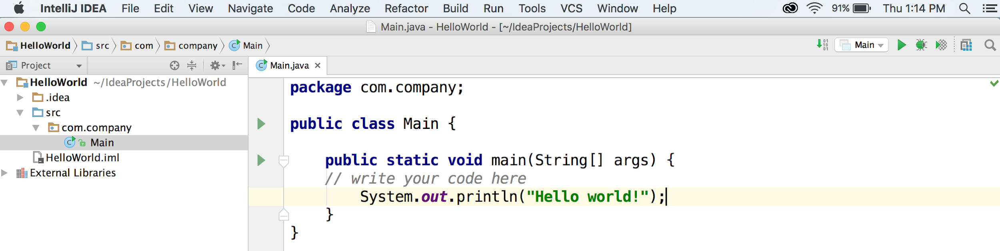 IntelliJ IDEA File Edit View Navigate Code Analyze Refactor Build Run Tools VCS Window Help 91% Thu 1:14 PM
Main.java - HelloWorld - [~/IdeaProjects/HelloWorld]
HelloWorld src com company C Main 01 10 01 Main
Project C Main.java
HelloWorld ~/IdeaProjects/HelloWorld
.idea
src
com.company
C Main
HelloWorld.iml
External Libraries
package com.company;
public class Main {
public static void main(String[] args) {
// write your code here
System.out.println("Hello world!");
}
}